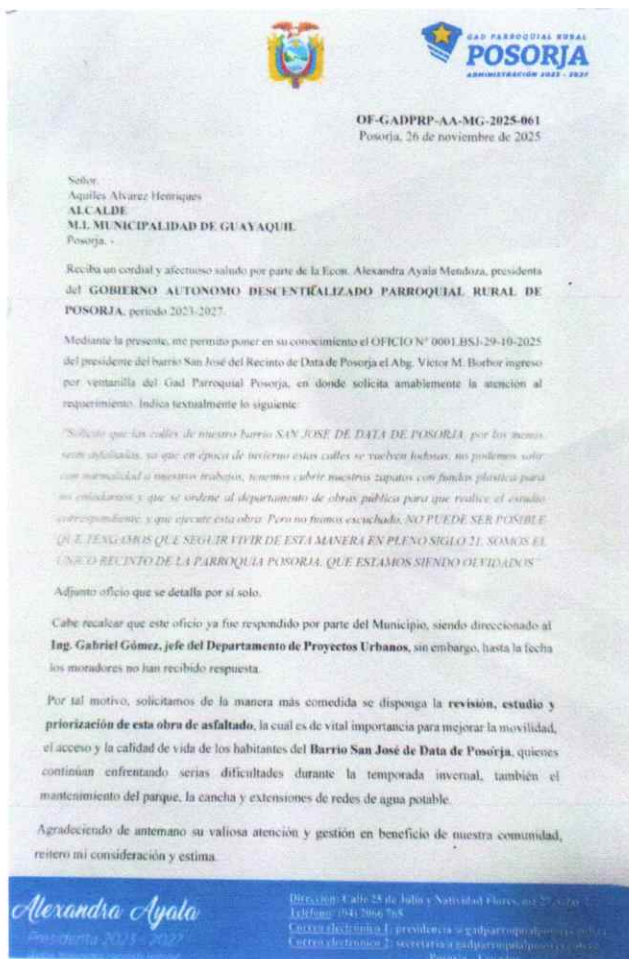 GAD PARROQUIAL RURAL
POSORJA
ADMINISTRACIÓN 2023 - 2027
OF-GADPRP-AA-MG-2025-061
Posorja, 26 de noviembre de 2025
Señor
Aquiles Alvarez Henriques
ALCALDE
M.I. MUNICIPALIDAD DE GUAYAQUIL
Posorja. -
Reciba un cordial y afectuoso saludo por parte de la Econ. Alexandra Ayala Mendoza, presidenta
del GOBIERNO AUTONOMO DESCENTRALIZADO PARROQUIAL RURAL DE
POSORJA, periodo 2023-2027.
Mediante la presente, me permito poner en su conocimiento el OFICIO N° 0001.BSJ-29-10-2025
del presidente del barrio San José del Recinto de Data de Posorja el Abg. Victor M. Borbor ingreso
por ventanilla del Gad Parroquial Posorja, en donde solicita amablemente la atención al
requerimiento. Indica textualmente lo siguiente:
"Solicito que las calles de nuestro barrio SAN JOSE DE DATA DE POSORJA, por los menos
sean asfaltadas, ya que en época de invierno estas calles se vuelven lodosas, no podemos salir
con normalidad a nuestros trabajos, tenemos cubrir nuestros zapatos con fundas plástica para
no enlodarnos y que se ordene al departamento de obras pública para que realice el estudio
correspondiente, y que ejecute ésta obra. Pero no fuimos escuchado, NO PUEDE SER POSIBLE
QUE TENGAMOS QUE SEGUIR VIVIR DE ESTA MANERA EN PLENO SIGLO 21, SOMOS EL
ÚNICO RECINTO DE LA PARROQUIA POSORJA, QUE ESTAMOS SIENDO OLVIDADOS"
Adjunto oficio que se detalla por sí solo.
Cabe recalcar que este oficio ya fue respondido por parte del Municipio, siendo direccionado al
Ing. Gabriel Gómez, jefe del Departamento de Proyectos Urbanos, sin embargo, hasta la fecha
los moradores no han recibido respuesta.
Por tal motivo, solicitamos de la manera más comedida se disponga la revisión, estudio y
priorización de esta obra de asfaltado, la cual es de vital importancia para mejorar la movilidad,
el acceso y la calidad de vida de los habitantes del Barrio San José de Data de Posorja, quienes
continúan enfrentando serias dificultades durante la temporada invernal, también el
mantenimiento del parque, la cancha y extensiones de redes de agua potable.
Agradeciendo de antemano su valiosa atención y gestión en beneficio de nuestra comunidad,
reitero mi consideración y estima.
Alexandra Ayala
Presidenta 2023 - 2027
Dirección: Calle 25 de Julio y Natividad Flores, mz 27
Teléfono: (04) 2066 765
Correo electrónico 1: presidencia@gadparroquialposorja
Correo electrónico 2: secretaria@gadparroquialposorja
Posorja - Ecuador